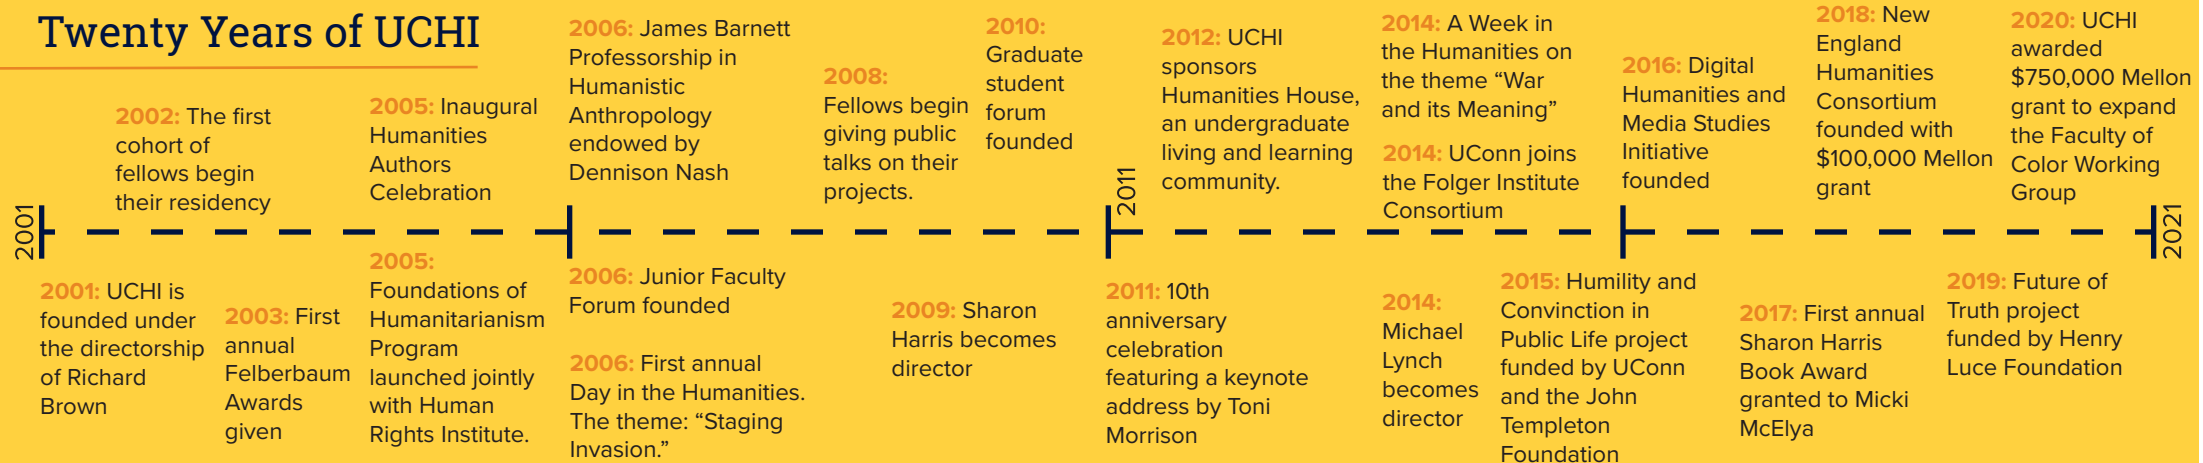 Twenty Years of UCHI
2001
2001: UCHI is
founded under
the directorship
of Richard
Brown
2002: The first
cohort of
fellows begin
their residency
2003: First
annual
Felberbaum
Awards
given
2005: Inaugural
Humanities
Authors
Celebration
2005:
Foundations of
Humanitarianism
Program
launched jointly
with Human
Rights Institute.
2006: James Barnett
Professorship in
Humanistic
Anthropology
endowed by
Dennison Nash
2006: Junior Faculty
Forum founded
2006: First annual
Day in the Humanities.
The theme: “Staging
Invasion.”
2008:
Fellows begin
giving public
talks on their
projects.
2009: Sharon
Harris becomes
director
2010:
Graduate
student
forum
founded
2011
2011: 10th
anniversary
celebration
featuring a keynote
address by Toni
Morrison
2012: UCHI
sponsors
Humanities House,
an undergraduate
living and learning
community.
2014: A Week in
the Humanities on
the theme “War
and its Meaning”
2014: UConn joins
the Folger Institute
Consortium
2014:
Michael
Lynch
becomes
director
2015: Humility and
Convinction in
Public Life project
funded by UConn
and the John
Templeton
Foundation
2016: Digital
Humanities and
Media Studies
Initiative
founded
2017: First annual
Sharon Harris
Book Award
granted to Micki
McElya
2018: New
England
Humanities
Consortium
founded with
$100,000 Mellon
grant
2019: Future of
Truth project
funded by Henry
Luce Foundation
2020: UCHI
awarded
$750,000 Mellon
grant to expand
the Faculty of
Color Working
Group
2021